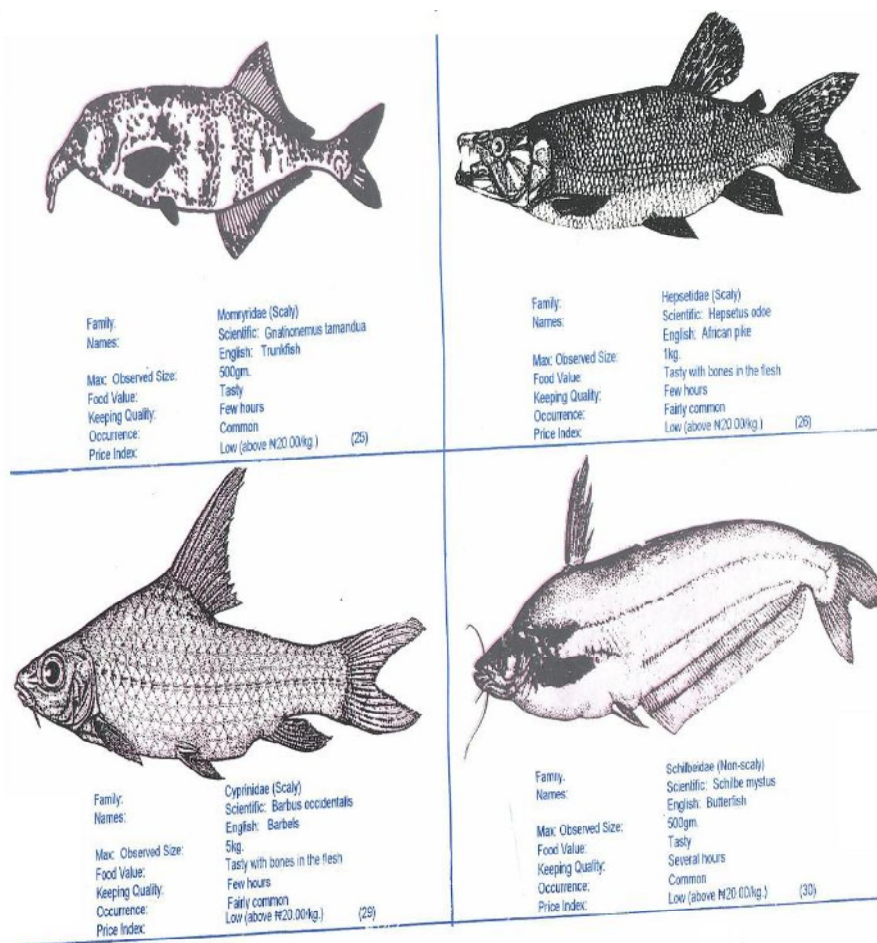 Family: Mormyridae (Scaly)
Names: Scientific: Gnathonemus tamandua
English: Trunkfish
Max: Observed Size: 500gm.
Food Value: Tasty
Keeping Quality: Few hours
Occurrence: Common
Price Index: Low (above ₦20.00/kg.) (25)
Family: Hepsetidae (Scaly)
Names: Scientific: Hepsetus odoe
English: African pike
Max: Observed Size: 1kg.
Food Value: Tasty with bones in the flesh
Keeping Quality: Few hours
Occurrence: Fairly common
Price Index: Low (above ₦20.00/kg.) (26)
Family: Cyprinidae (Scaly)
Names: Scientific: Barbus occidentalis
English: Barbels
Max: Observed Size: 5kg.
Food Value: Tasty with bones in the flesh
Keeping Quality: Few hours
Occurrence: Fairly common
Price Index: Low (above ₦20.00/kg.) (29)
Family. Schilbeidae (Non-scaly)
Names: Scientific: Schilbe mystus
English: Butterfish
Max: Observed Size: 500gm.
Food Value: Tasty
Keeping Quality: Several hours
Occurrence: Common
Price Index: Low (above ₦20.00/kg.) (30)